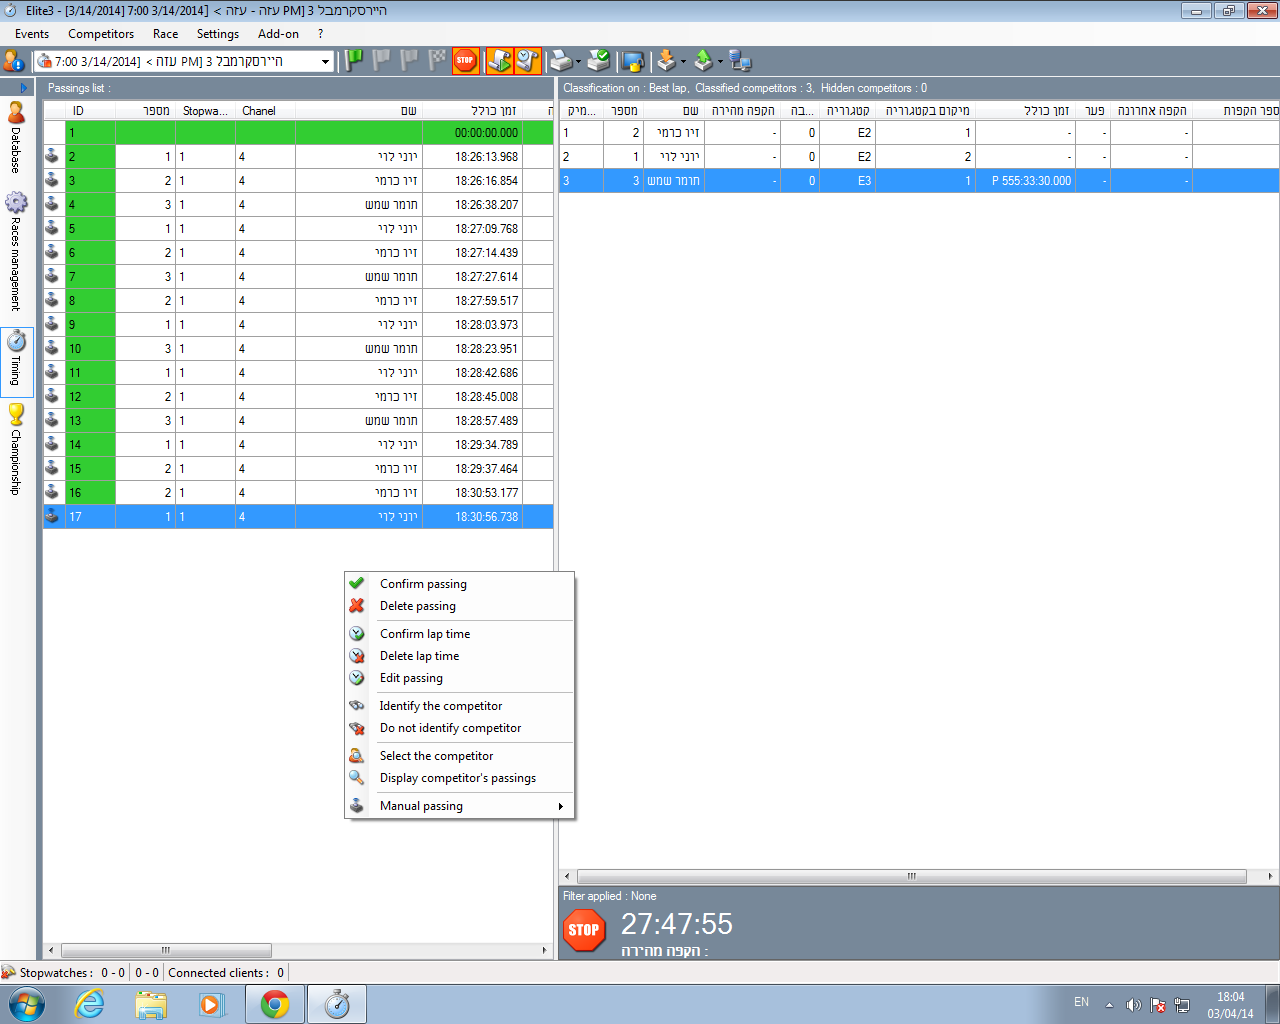 Elite3 - [3/14/2014] 7:00 3/14/2014] היירסקרמבל 3 [PM עזה - עזה >
Events Competitors Race Settings Add-on ?
7:00 3/14/2014] היירסקרמבל 3 [PM עזה >
STOP
Passings list :
ID מספר Stopwa... Chanel שם זמן כולל
1 00:00:00.000
2 1 1 4 יוני לוי 18:26:13.968
3 2 1 4 זיו כרמי 18:26:16.854
4 3 1 4 תומר שמש 18:26:38.207
5 1 1 4 יוני לוי 18:27:09.768
6 2 1 4 זיו כרמי 18:27:14.439
7 3 1 4 תומר שמש 18:27:27.614
8 2 1 4 זיו כרמי 18:27:59.517
9 1 1 4 יוני לוי 18:28:03.973
10 3 1 4 תומר שמש 18:28:23.951
11 1 1 4 יוני לוי 18:28:42.686
12 2 1 4 זיו כרמי 18:28:45.008
13 3 1 4 תומר שמש 18:28:57.489
14 1 1 4 יוני לוי 18:29:34.789
15 2 1 4 זיו כרמי 18:29:37.464
16 2 1 4 זיו כרמי 18:30:53.177
17 1 1 4 יוני לוי 18:30:56.738
Database
Races management
Timing
Championship
Confirm passing
Delete passing
Confirm lap time
Delete lap time
Edit passing
Identify the competitor
Do not identify competitor
Select the competitor
Display competitor's passings
Manual passing
Classification on : Best lap, Classified competitors : 3, Hidden competitors : 0
מיק... מספר שם הקפה מהירה בה... קטגוריה מיקום בקטגוריה זמן כולל פער הקפה אחרונה ספר הקפות
1 2 זיו כרמי - 0 E2 1 - - -
2 1 יוני לוי - 0 E2 2 - - -
3 3 תומר שמש - 0 E3 1 P 555:33:30.000 - -
Filter applied : None
STOP 27:47:55
הקפה מהירה :
Stopwatches : 0 - 0 0 - 0 Connected clients : 0
EN 18:04
03/04/14